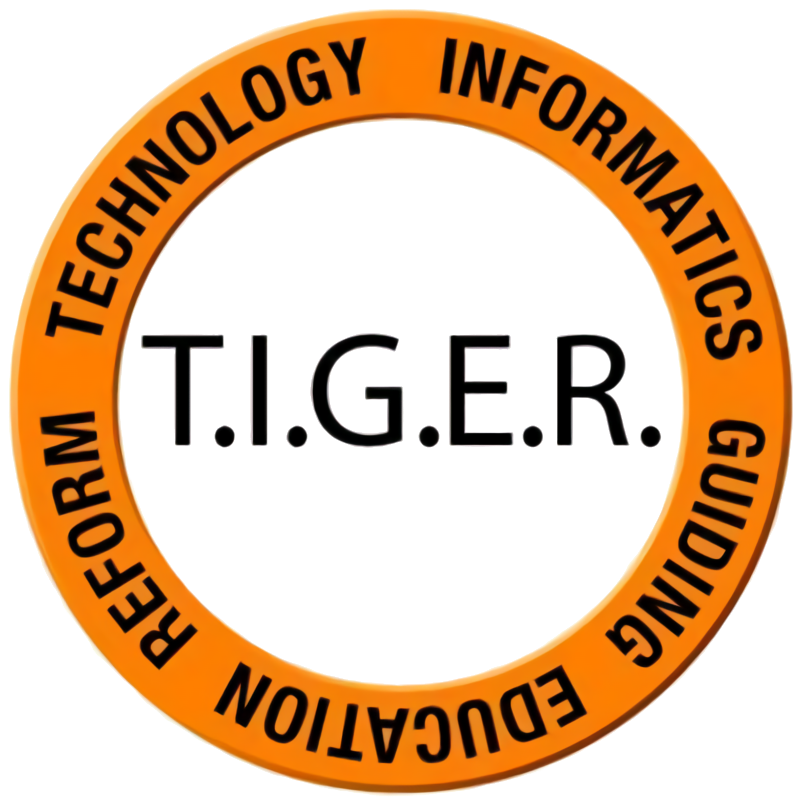 TECHNOLOGY INFORMATICS GUIDING EDUCATION REFORM
T.I.G.E.R.